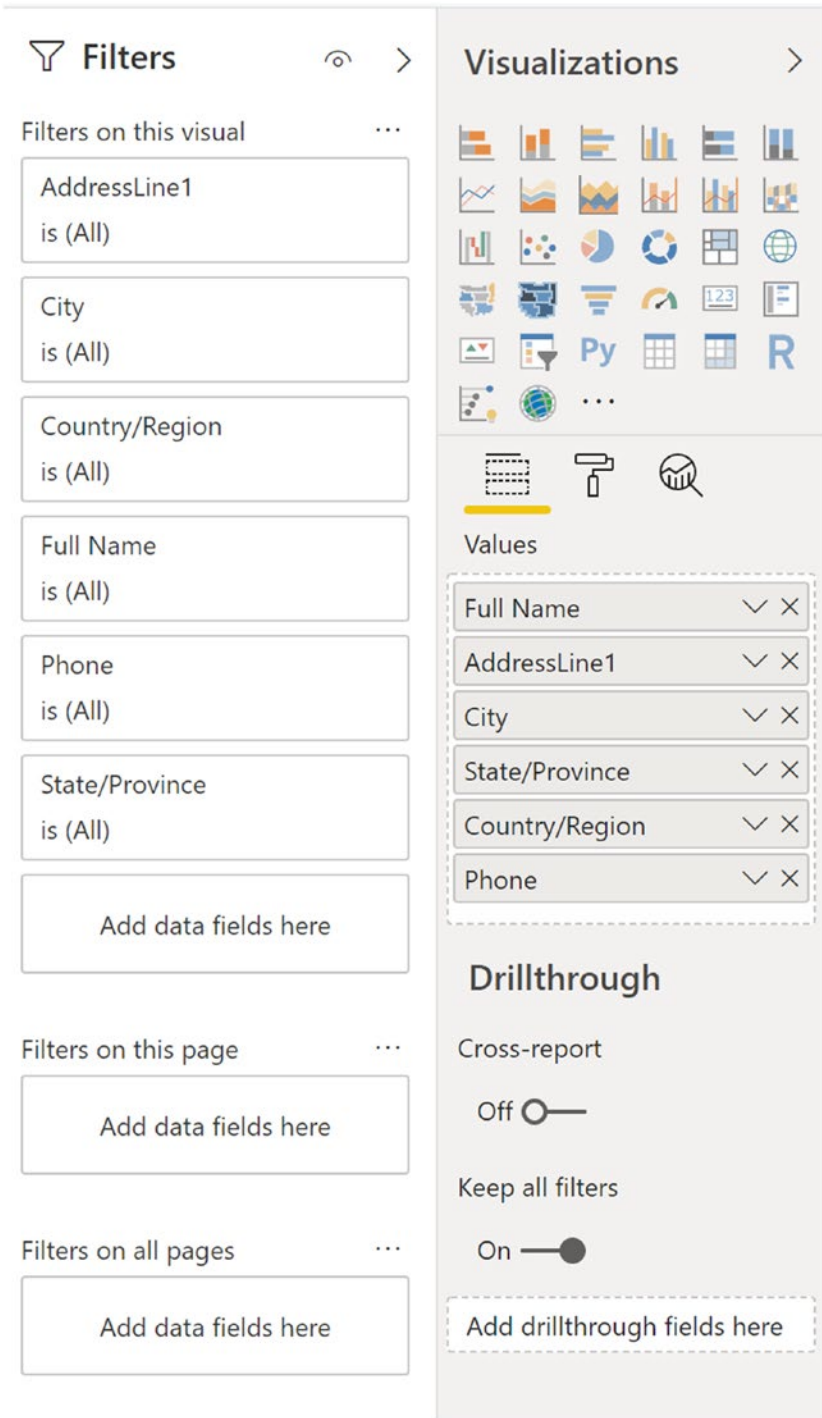 Filters
Filters on this visual
AddressLine1
is (All)
City
is (All)
Country/Region
is (All)
Full Name
is (All)
Phone
is (All)
State/Province
is (All)
Add data fields here
Filters on this page
Add data fields here
Filters on all pages
Add data fields here
Visualizations
123
Py
R
Values
Full Name
AddressLine1
City
State/Province
Country/Region
Phone
Drillthrough
Cross-report
Off
Keep all filters
On
Add drillthrough fields here